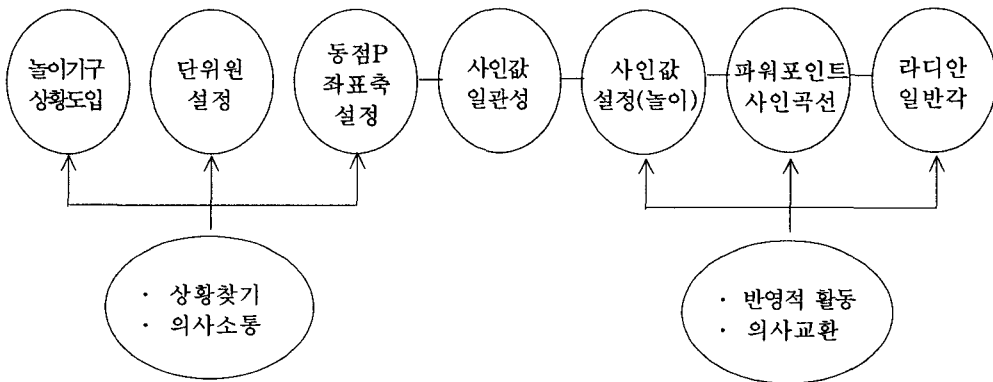 놀이기구
상황도입
단위원
설정
동점P
좌표축
설정
사인값
일관성
사인값
설정(놀이)
파워포인트
사인곡선
라디안
일반각
· 상황찾기
· 의사소통
· 반영적 활동
· 의사교환